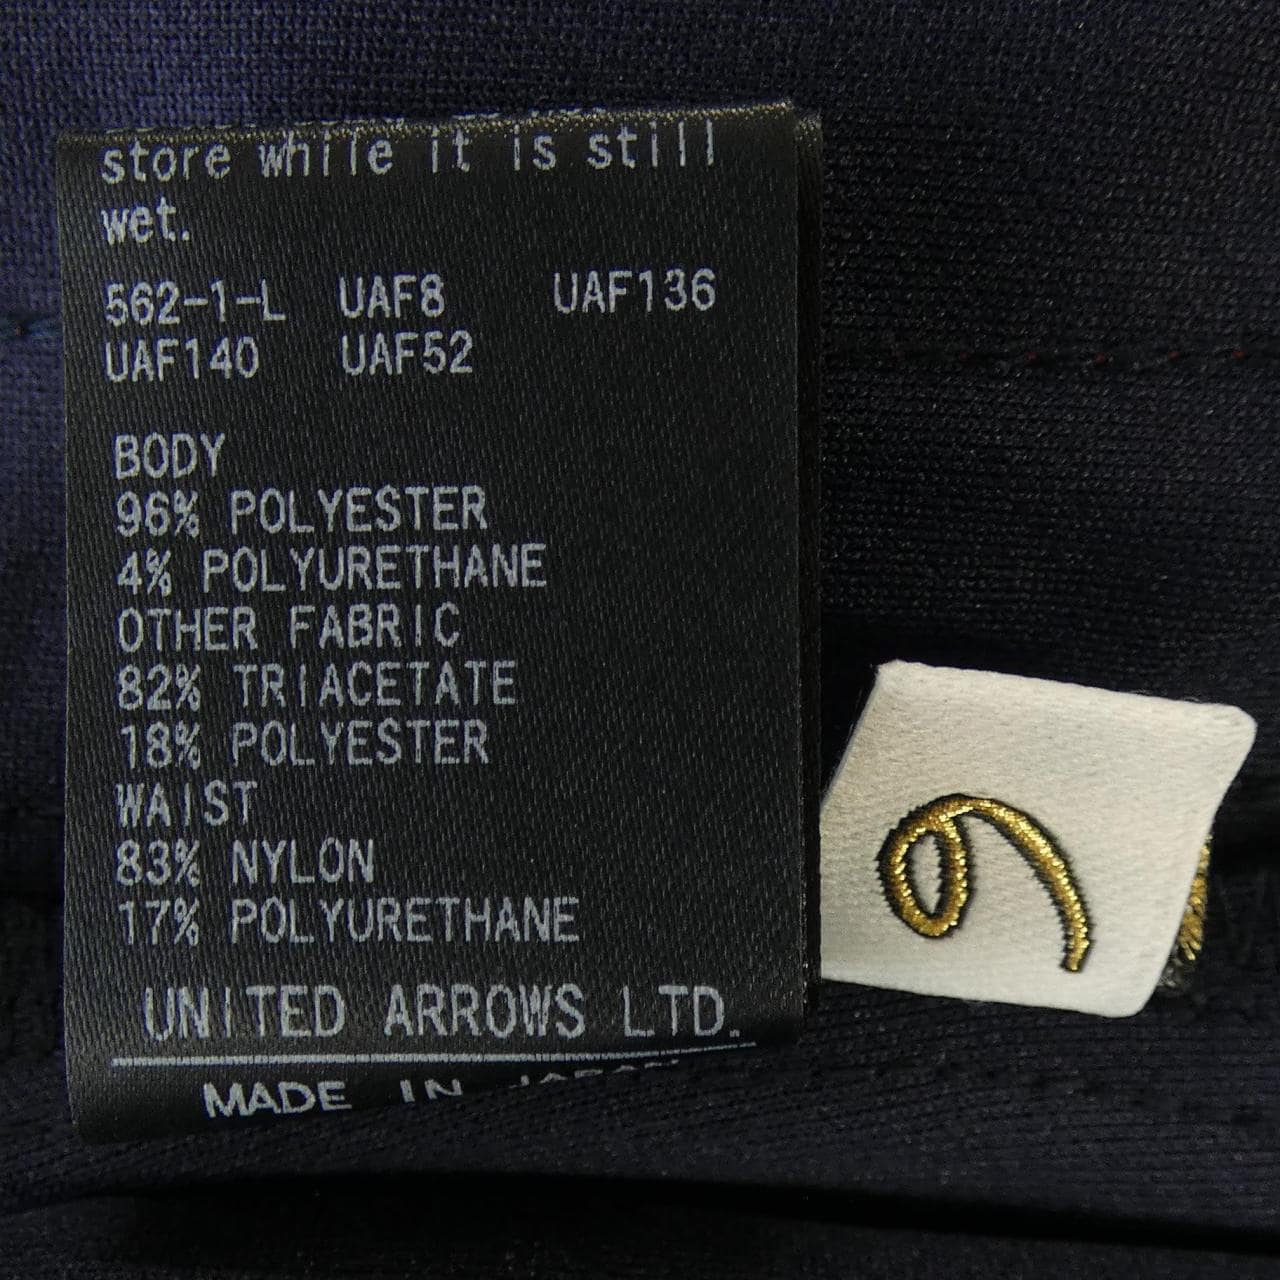 store while it is still
wet.
562-1-L UAF8 UAF136
UAF140 UAF52
BODY
96% POLYESTER
4% POLYURETHANE
OTHER FABRIC
82% TRIACETATE
18% POLYESTER
WAIST
83% NYLON
17% POLYURETHANE
UNITED ARROWS LTD.
MADE IN JAPAN